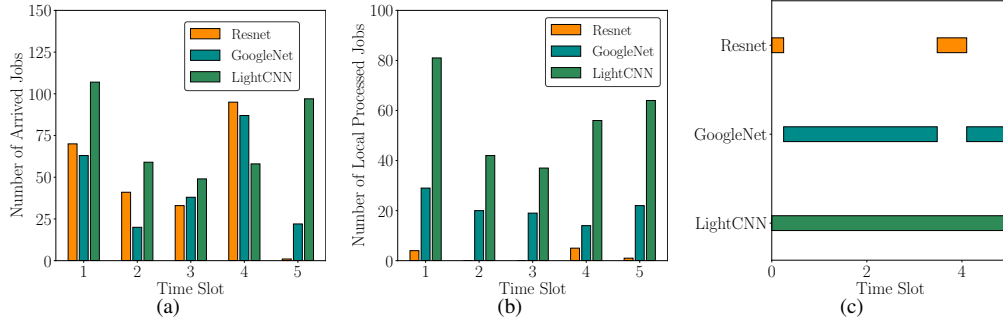 150
125
100
75
50
25
0
Number of Arrived Jobs
Resnet
GoogleNet
LightCNN
1 2 3 4 5
Time Slot
(a)
100
80
60
40
20
0
Number of Local Processed Jobs
Resnet
GoogleNet
LightCNN
1 2 3 4 5
Time Slot
(b)
Resnet
GoogleNet
LightCNN
0 2 4
Time Slot
(c)